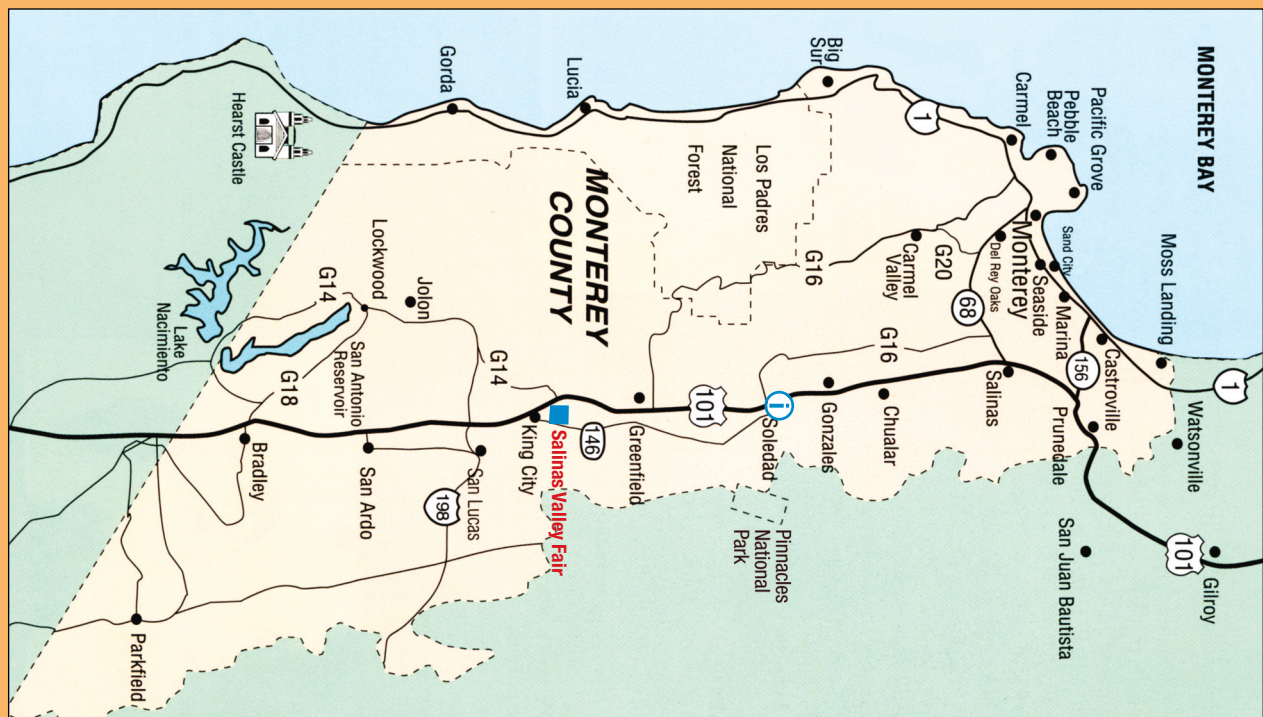 MONTEREY BAY
1
Watsonville
Gilroy
101
Moss Landing
Castroville
Prunedale
San Juan Bautista
156
Pacific Grove
Pebble
Beach
Carmel
Sand City
Marina
Seaside
Monterey
Del Rey Oaks
68
Salinas
1
G20
Carmel
Valley
G16
Chualar
Gonzales
Big
Sur
G16
i
Soledad
Pinnacles
National
Park
Los Padres
National
Forest
101
Greenfield
MONTEREY
COUNTY
146
Lucia
Salinas Valley Fair
King City
G14
San Lucas
198
Gorda
Jolon
Lockwood
San Ardo
San Antonio
Reservoir
G14
G18
Bradley
Hearst Castle
Lake
Nacimiento
Parkfield